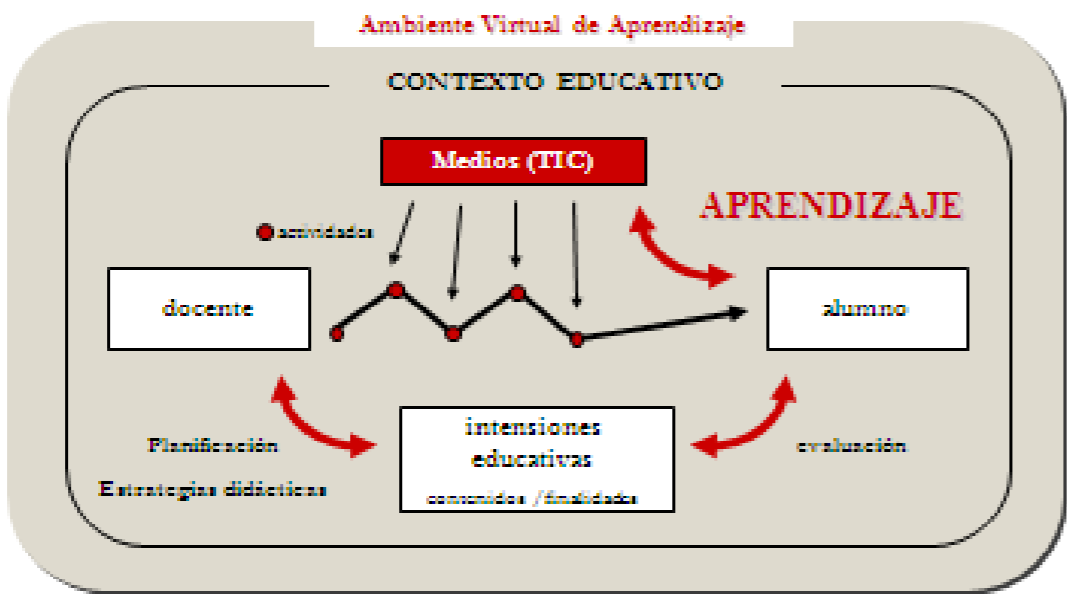 Ambiente Virtual de Aprendizaje
CONTEXTO EDUCATIVO
Medios (TIC)
APRENDIZAJE
actividades
docente
alumno
intensiones
educativas
contenidos / finalidades
Planificación
Estrategias didácticas
evaluación